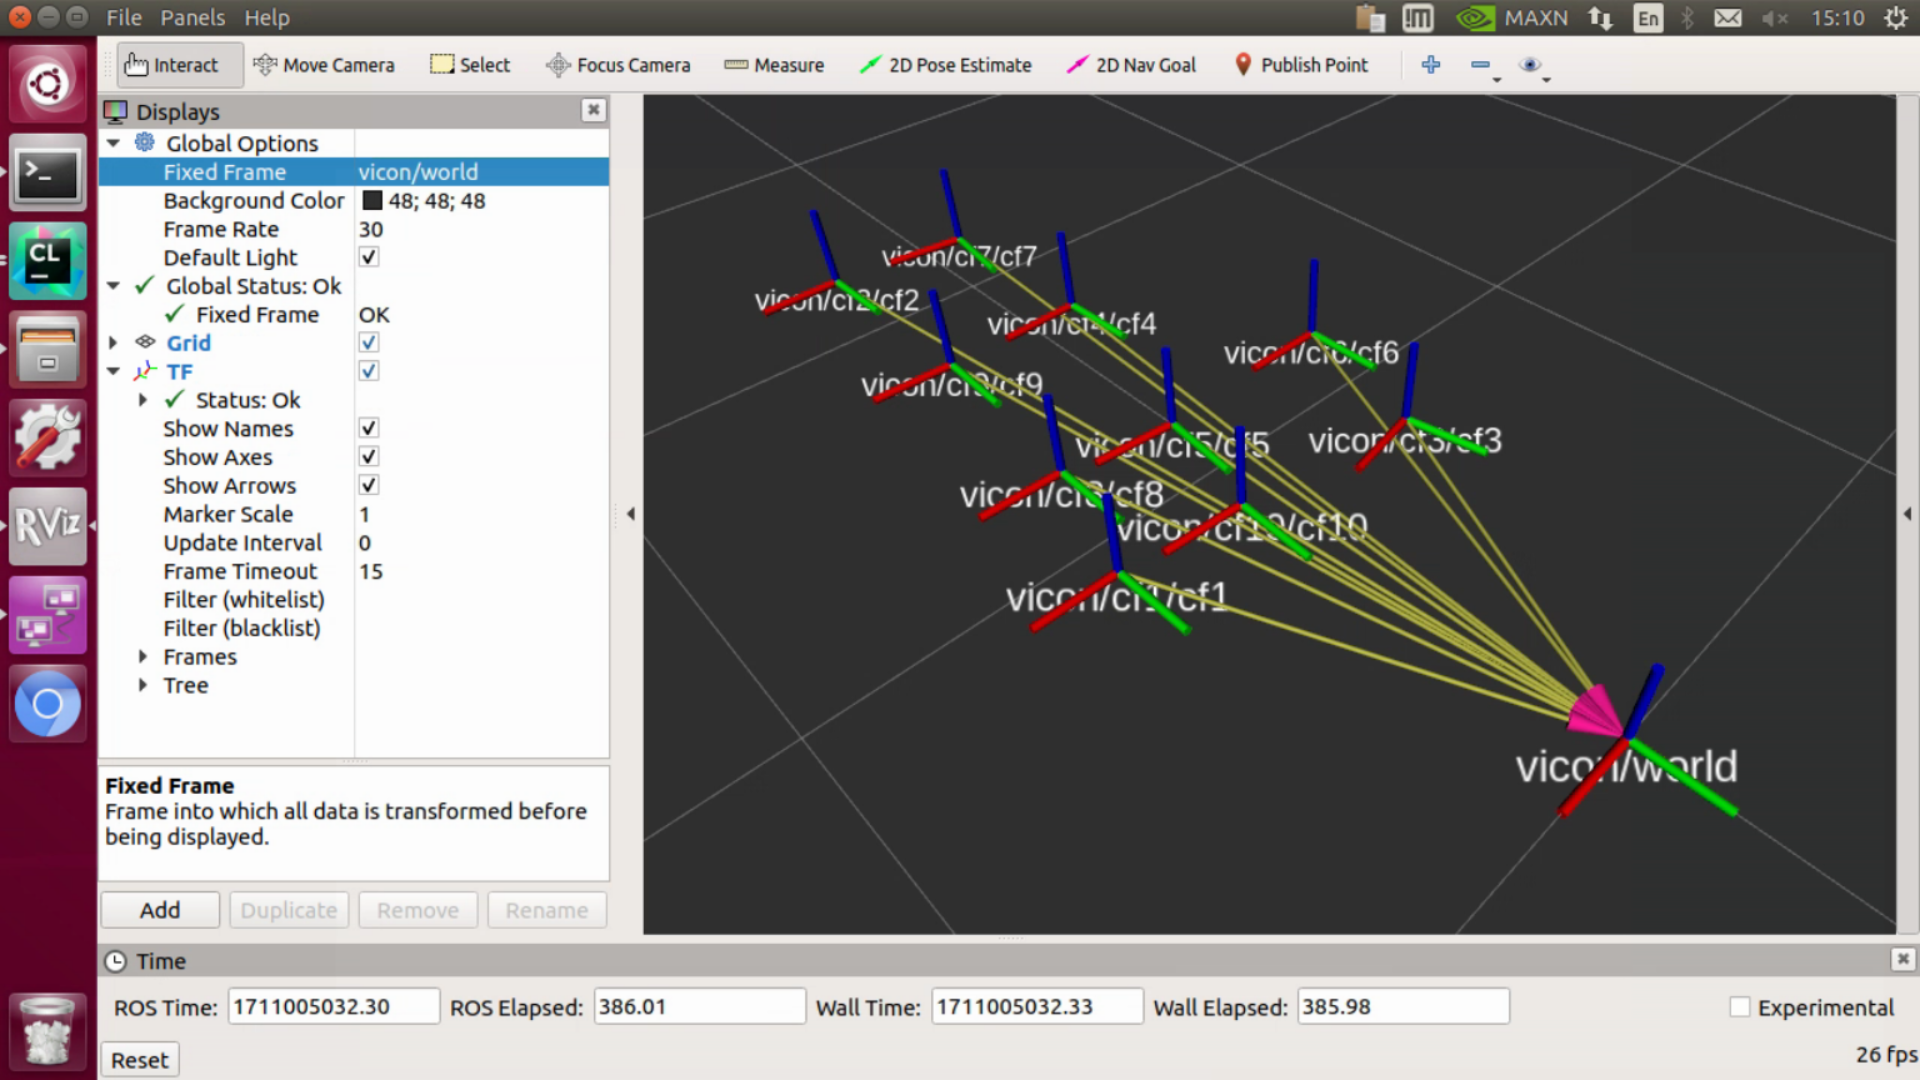 File Panels Help
MAXN En 15:10
Interact Move Camera Select Focus Camera Measure 2D Pose Estimate 2D Nav Goal Publish Point
Displays
Global Options
Fixed Frame vicon/world
Background Color 48; 48; 48
Frame Rate 30
Default Light
Global Status: Ok
Fixed Frame OK
Grid
TF
Status: Ok
Show Names
Show Axes
Show Arrows
Marker Scale 1
Update Interval 0
Frame Timeout 15
Filter (whitelist)
Filter (blacklist)
Frames
Tree
Fixed Frame
Frame into which all data is transformed before
being displayed.
Add Duplicate Remove Rename
>_
CL
RViz
vicon/cf7/cf7
vicon/cf2/cf2
vicon/cf4/cf4
vicon/cf6/cf6
vicon/cf9/cf9
vicon/cf5/cf5
vicon/cf3/cf3
vicon/cf8/cf8
vicon/cf10/cf10
vicon/cf1/cf1
vicon/world
Time
ROS Time: 1711005032.30 ROS Elapsed: 386.01 Wall Time: 1711005032.33 Wall Elapsed: 385.98 Experimental
Reset 26 fps